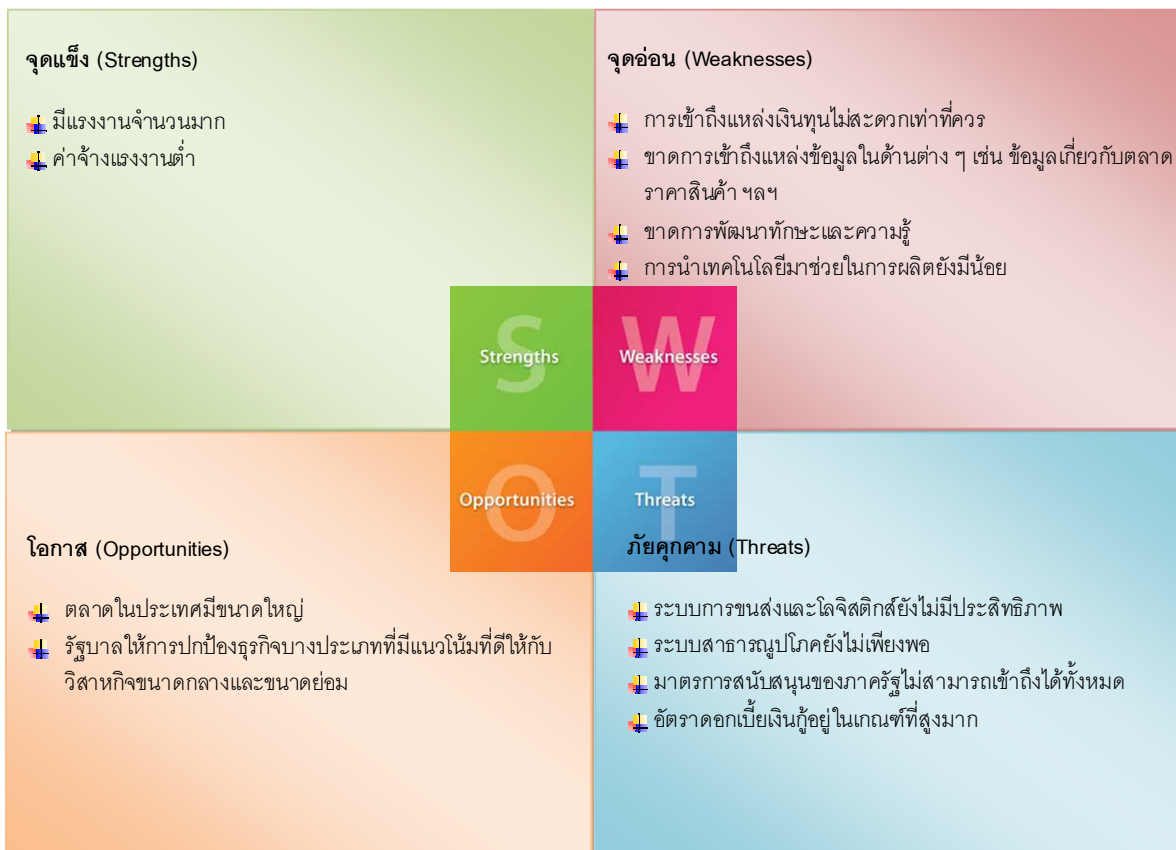 จุดแข็ง (Strengths)
มีแรงงานจำนวนมาก
ค่าจ้างแรงงานต่ำ
จุดอ่อน (Weaknesses)
การเข้าถึงแหล่งเงินทุนไม่สะดวกเท่าที่ควร
ขาดการเข้าถึงแหล่งข้อมูลในด้านต่าง ๆ เช่น ข้อมูลเกี่ยวกับตลาด
ราคาสินค้า ฯลฯ
ขาดการพัฒนาทักษะและความรู้
การนำเทคโนโลยีมาช่วยในการผลิตยังมีน้อย
S
Strengths
W
Weaknesses
O
Opportunities
T
Threats
โอกาส (Opportunities)
ตลาดในประเทศมีขนาดใหญ่
รัฐบาลให้การปกป้องธุรกิจบางประเภทที่มีแนวโน้มที่ดีให้กับ
วิสาหกิจขนาดกลางและขนาดย่อม
ภัยคุกคาม (Threats)
ระบบการขนส่งและโลจิสติกส์ยังไม่มีประสิทธิภาพ
ระบบสาธารณูปโภคยังไม่เพียงพอ
มาตรการสนับสนุนของภาครัฐไม่สามารถเข้าถึงได้ทั้งหมด
อัตราดอกเบี้ยเงินกู้อยู่ในเกณฑ์ที่สูงมาก